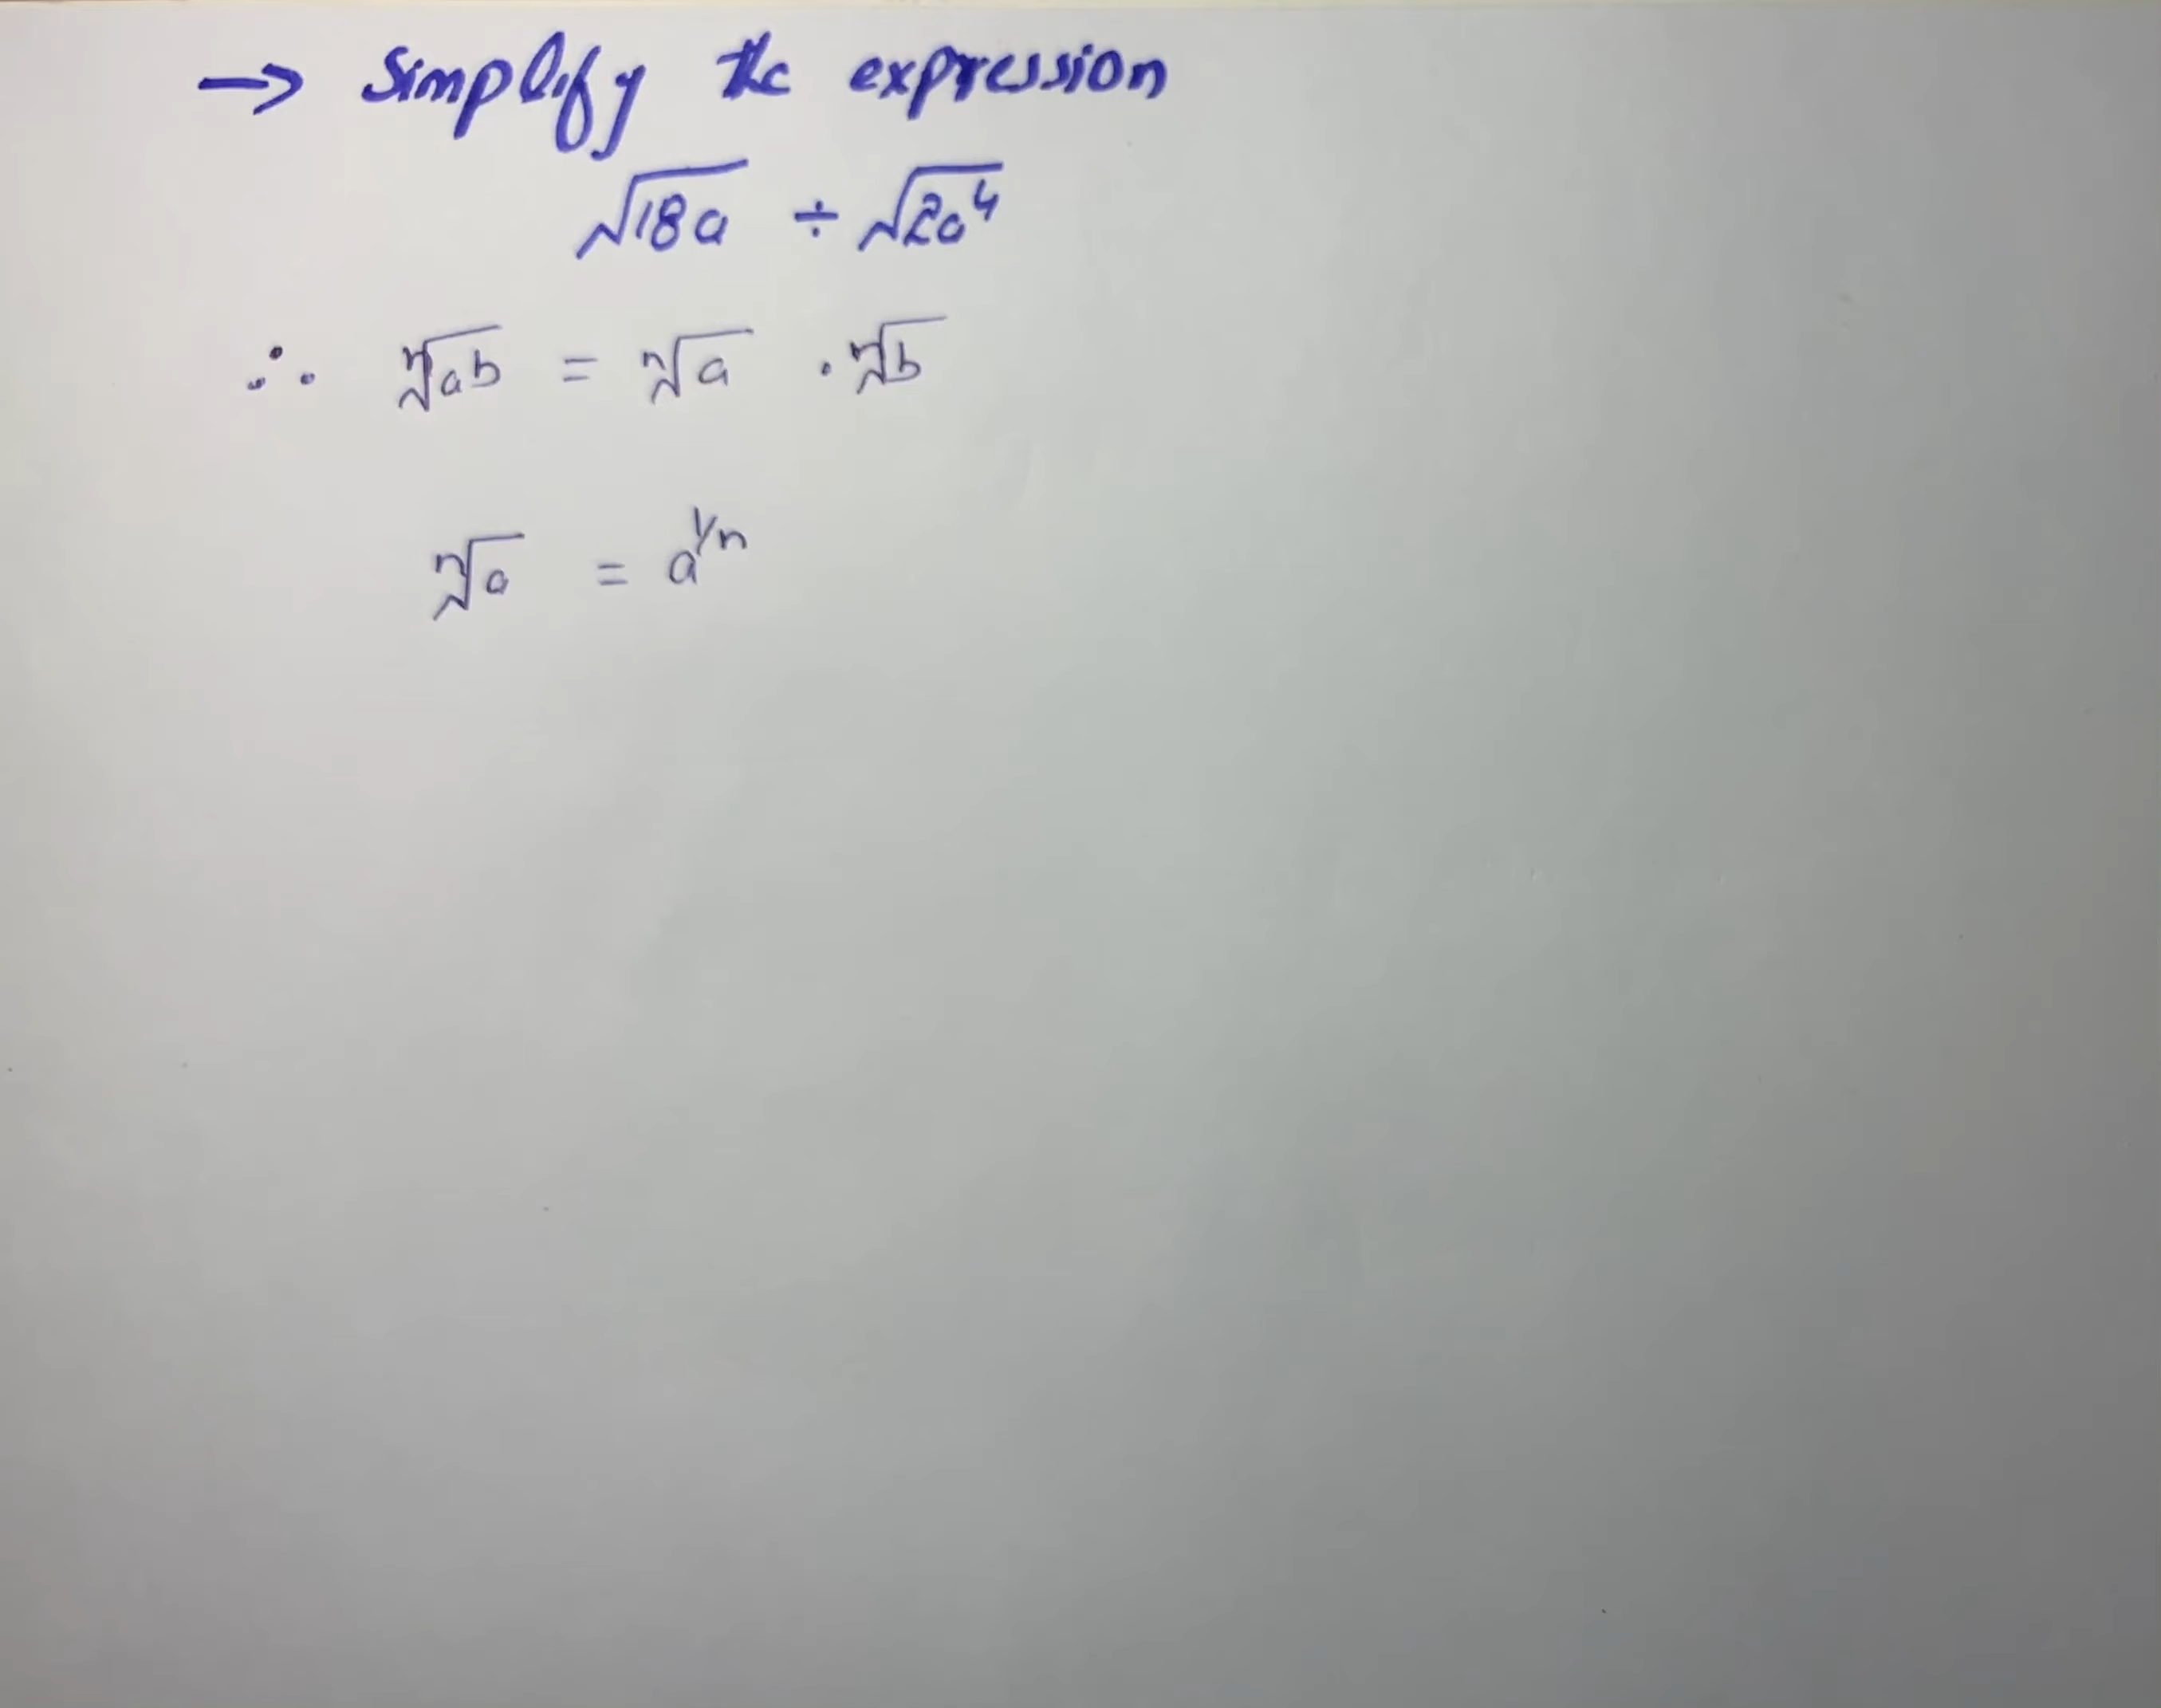 → Simplify the expression
√18a ÷ √2a⁴
∴ ⁿ√ab = ⁿ√a · ⁿ√b
ⁿ√a = a^1/n